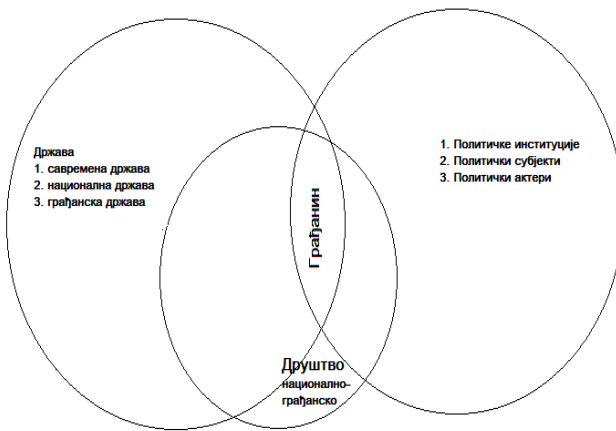 Држава
1. савремена држава
2. национална држава
3. грађанска држава
1. Политичке институције
2. Политички субјекти
3. Политички актери
Грађанин
Друштво
национално-
грађанско